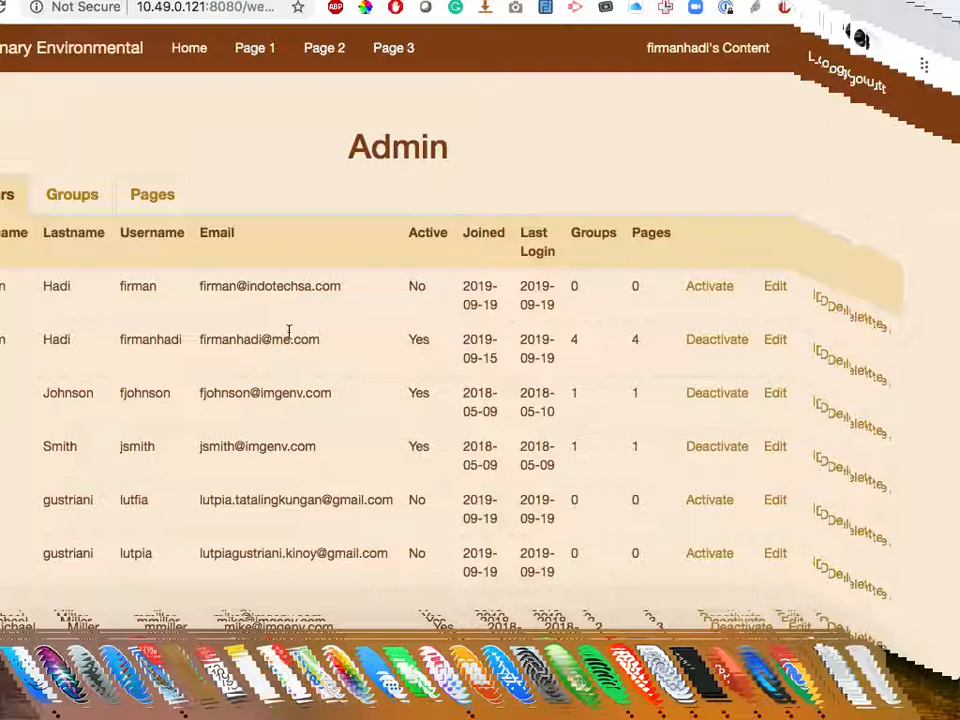 Not Secure 10.49.0.121:8080/we...
nary Environmental Home Page 1 Page 2 Page 3 firmanhadi's Content
Admin
rs Groups Pages
ame Lastname Username Email Active Joined Last Login Groups Pages
n Hadi firman firman@indotechsa.com No 2019-09-19 2019-09-19 0 0 Activate Edit
m Hadi firmanhadi firmanhadi@me.com Yes 2019-09-15 2019-09-19 4 4 Deactivate Edit
Johnson fjohnson fjohnson@imgenv.com Yes 2018-05-09 2018-05-10 1 1 Deactivate Edit
Smith jsmith jsmith@imgenv.com Yes 2018-05-09 2018-05-09 1 1 Deactivate Edit
gustriani lutfia lutpia.tatalingkungan@gmail.com No 2019-09-19 2019-09-19 0 0 Activate Edit
gustriani lutpia lutpiagustriani.kinoy@gmail.com No 2019-09-19 2019-09-19 0 0 Activate Edit
Miller mmiller Yes 2018- Deactivate Edit